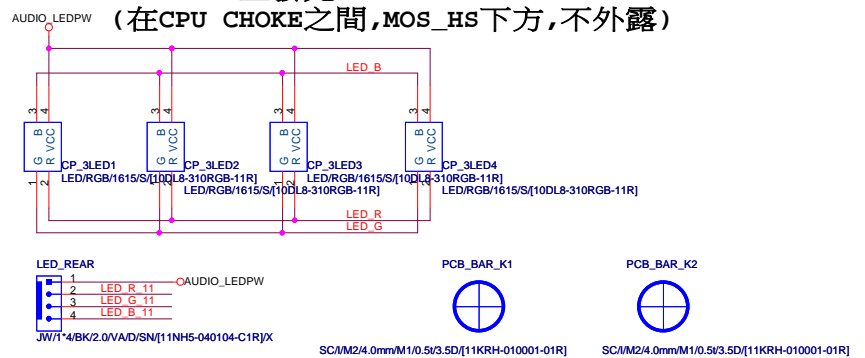 AUDIO_LEDPW
(在CPU CHOKE之間,MOS_HS下方,不外露)
LED_B
3 4 3 4 3 4 3 4
B VCC B VCC B VCC B VCC
G R G R G R G R
1 2 1 2 1 2 1 2
CP_3LED1
LED/RGB/1615/S/[10DL8-310RGB-11R]
CP_3LED2
LED/RGB/1615/S/[10DL8-310RGB-11R]
CP_3LED3
LED/RGB/1615/S/[10DL8-310RGB-11R]
CP_3LED4
LED/RGB/1615/S/[10DL8-310RGB-11R]
LED_R
LED_G
LED_REAR
1 AUDIO_LEDPW
2 LED_R_11
3 LED_G_11
4 LED_B_11
JW/1*4/BK/2.0/VA/D/SN/[11NH5-040104-C1R]/X
PCB_BAR_K1
SC/I/M2/4.0mm/M1/0.5t/3.5D/[11KRH-010001-01R]
PCB_BAR_K2
SC/I/M2/4.0mm/M1/0.5t/3.5D/[11KRH-010001-01R]